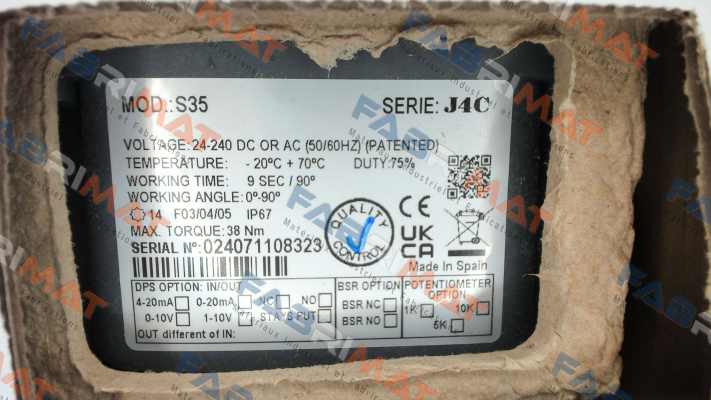 MOD.:S35 SERIE: J4C
VOLTAGE: 24-240 DC OR AC (50/60HZ) (PATENTED)
TEMPERATURE: - 20ºC + 70ºC DUTY:75%
WORKING TIME: 9 SEC / 90º
WORKING ANGLE: 0º-90º
14 F03/04/05 IP67
MAX. TORQUE: 38 Nm
SERIAL Nº: 024071108323
QUALITY CONTROL
CE
UK CA
Made In Spain
DPS OPTION: IN/OUT
4-20mA 0-20mA NC NO
0-10V 1-10V STAYS PUT
OUT different of IN:
BSR OPTION
BSR NC
BSR NO
POTENTIOMETER OPTION
1K 10K
5K
FABRIMAT
Matériaux Industriel et Fabrications